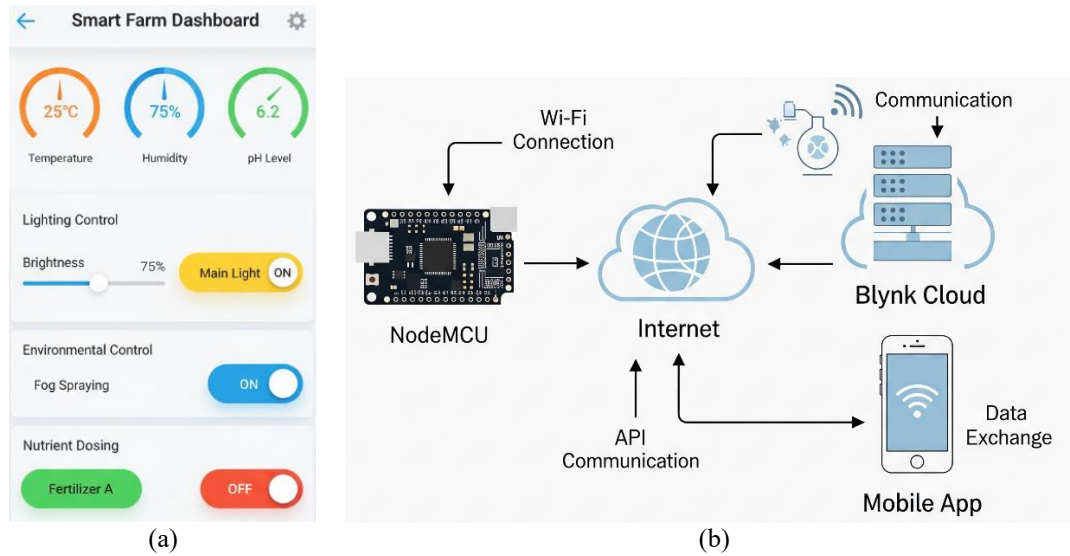 Smart Farm Dashboard
25°C
75%
6.2
Temperature
Humidity
pH Level
Lighting Control
Brightness
75%
Main Light
ON
Environmental Control
Fog Spraying
ON
Nutrient Dosing
Fertilizer A
OFF
(a)
Wi-Fi
Connection
Communication
NodeMCU
Internet
Blynk Cloud
API
Communication
Data
Exchange
Mobile App
(b)